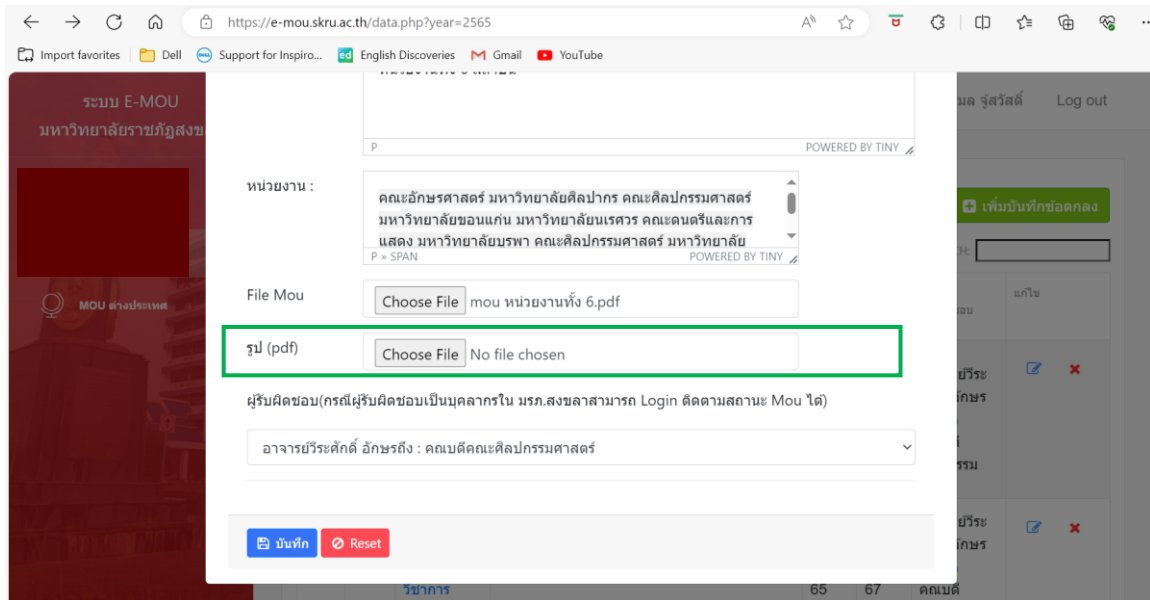 https://e-mou.skru.ac.th/data.php?year=2565
Import favorites
Dell
Support for Inspiro...
ed English Discoveries
Gmail
YouTube
ระบบ E-MOU
มหาวิทยาลัยราชภัฏสงข
Log out
P
POWERED BY TINY
หน่วยงาน :
คณะอักษรศาสตร์ มหาวิทยาลัยศิลปากร คณะศิลปกรรมศาสตร์
มหาวิทยาลัยขอนแก่น มหาวิทยาลัยนเรศวร คณะดนตรีและการ
แสดง มหาวิทยาลัยบูรพา คณะศิลปกรรมศาสตร์ มหาวิทยาลัย
P » SPAN
POWERED BY TINY
เพิ่มบันทึกข้อตกลง
แก้ไข
File Mou
Choose File mou หน่วยงานทั้ง 6.pdf
MOU ต่างประเทศ
รูป (pdf)
Choose File No file chosen
ผู้รับผิดชอบ(กรณีผู้รับผิดชอบเป็นบุคลากรใน มรภ.สงขลาสามารถ Login ติดตามสถานะ Mou ได้)
อาจารย์วีระศักดิ์ อักษรถึง : คณบดีคณะศิลปกรรมศาสตร์
บันทึก
Reset
วิชาการ
65
67
คณบดี